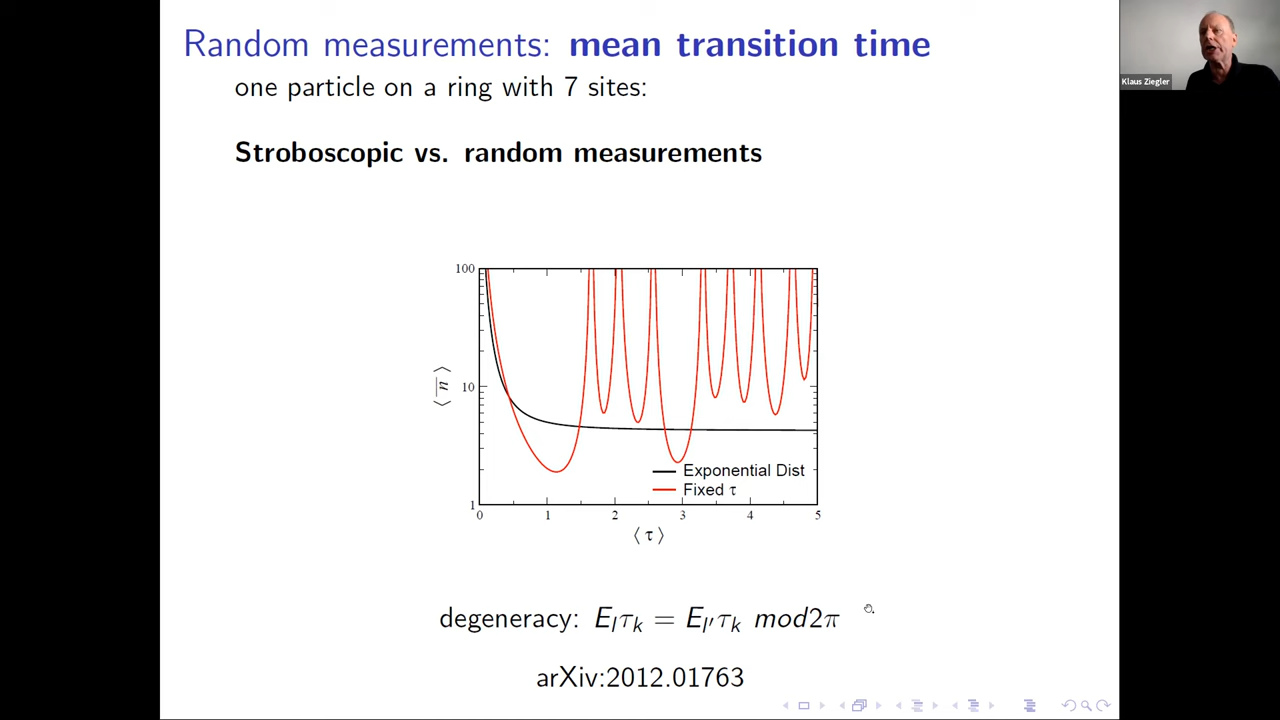 Random measurements: mean transition time
one particle on a ring with 7 sites:
Klaus Ziegler
Stroboscopic vs. random measurements
100
10
1
⟨ n̅ ⟩
0 1 2 3 4 5
⟨ τ ⟩
Exponential Dist
Fixed τ
degeneracy: E_l τ_k = E_l′ τ_k mod2π
arXiv:2012.01763